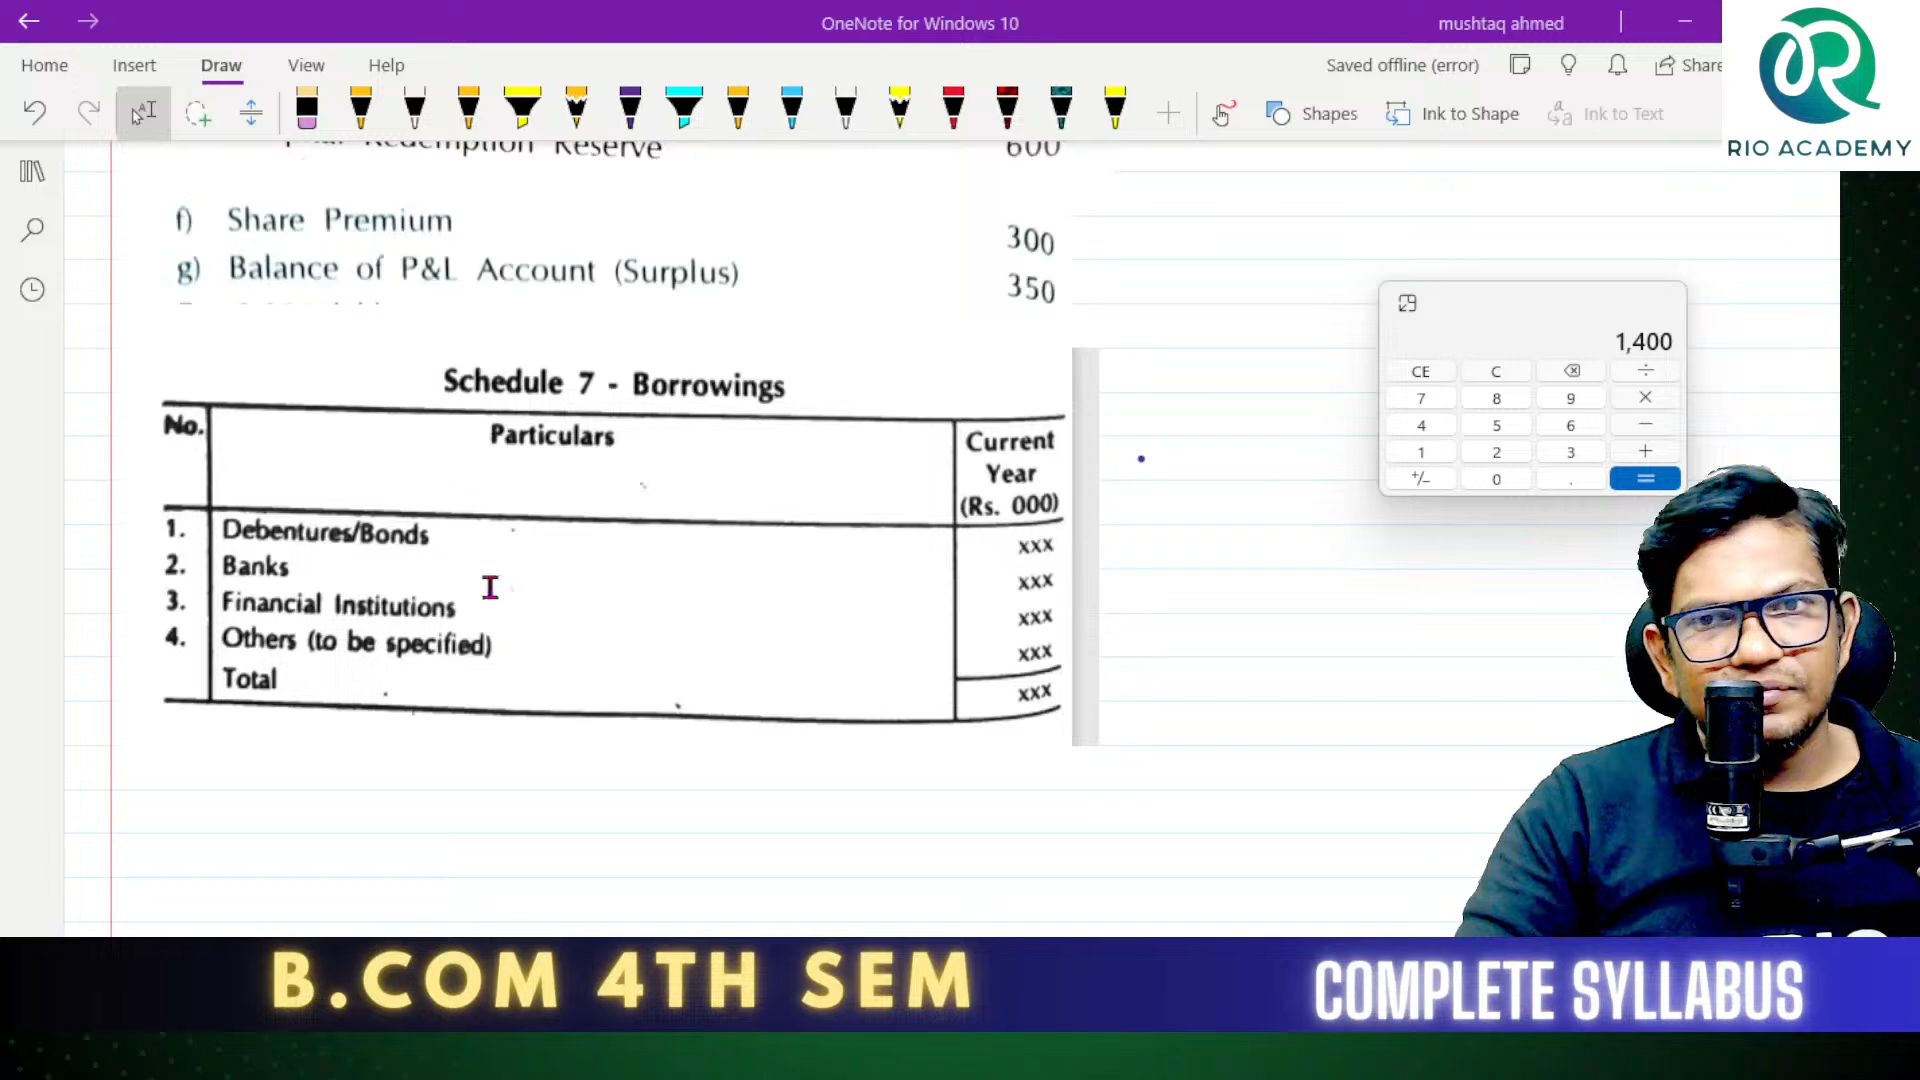 OneNote for Windows 10
mushtaq ahmed
Home Insert Draw View Help
Saved offline (error)
Share
Shapes
Ink to Shape
Ink to Text
RIO ACADEMY
Redemption Reserve 600
f) Share Premium 300
g) Balance of P&L Account (Surplus) 350
Schedule 7 - Borrowings
No. Particulars Current Year (Rs. 000)
1. Debentures/Bonds xxx
2. Banks xxx
3. Financial Institutions xxx
4. Others (to be specified) xxx
Total xxx
1,400
CE C ⌫ ÷
7 8 9 ×
4 5 6 −
1 2 3 +
+/− 0 . =
B.COM 4TH SEM
COMPLETE SYLLABUS